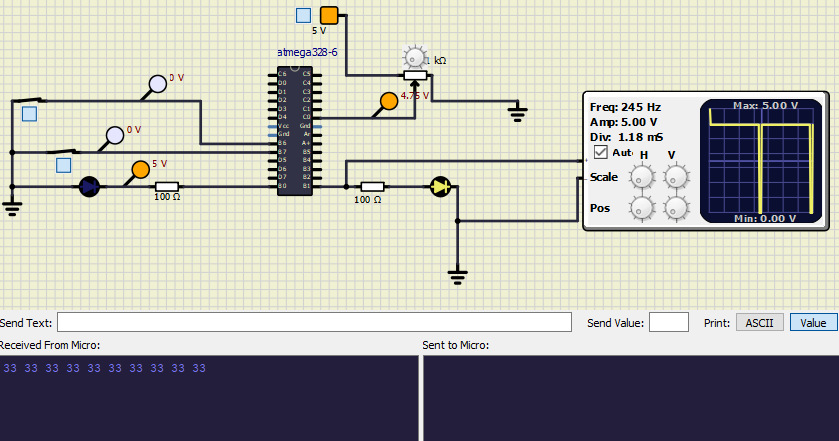 5 V
atmega328-6
1 kΩ
0 V
4.75 V
0 V
5 V
100 Ω
100 Ω
C6 C5
D0 C4
D1 C3
D2 C2
D3 C1
D4 C0
Vcc Gnd
Gnd Ar
B6 A+
B7 B5
D5 B4
D6 B3
D7 B2
B0 B1
Freq: 245 Hz
Amp: 5.00 V
Div: 1.18 mS
Auto H V
Scale
Pos
Max: 5.00 V
Min: 0.00 V
Send Text: Send Value: Print: ASCII Value
Received From Micro: Sent to Micro:
33 33 33 33 33 33 33 33 33 33